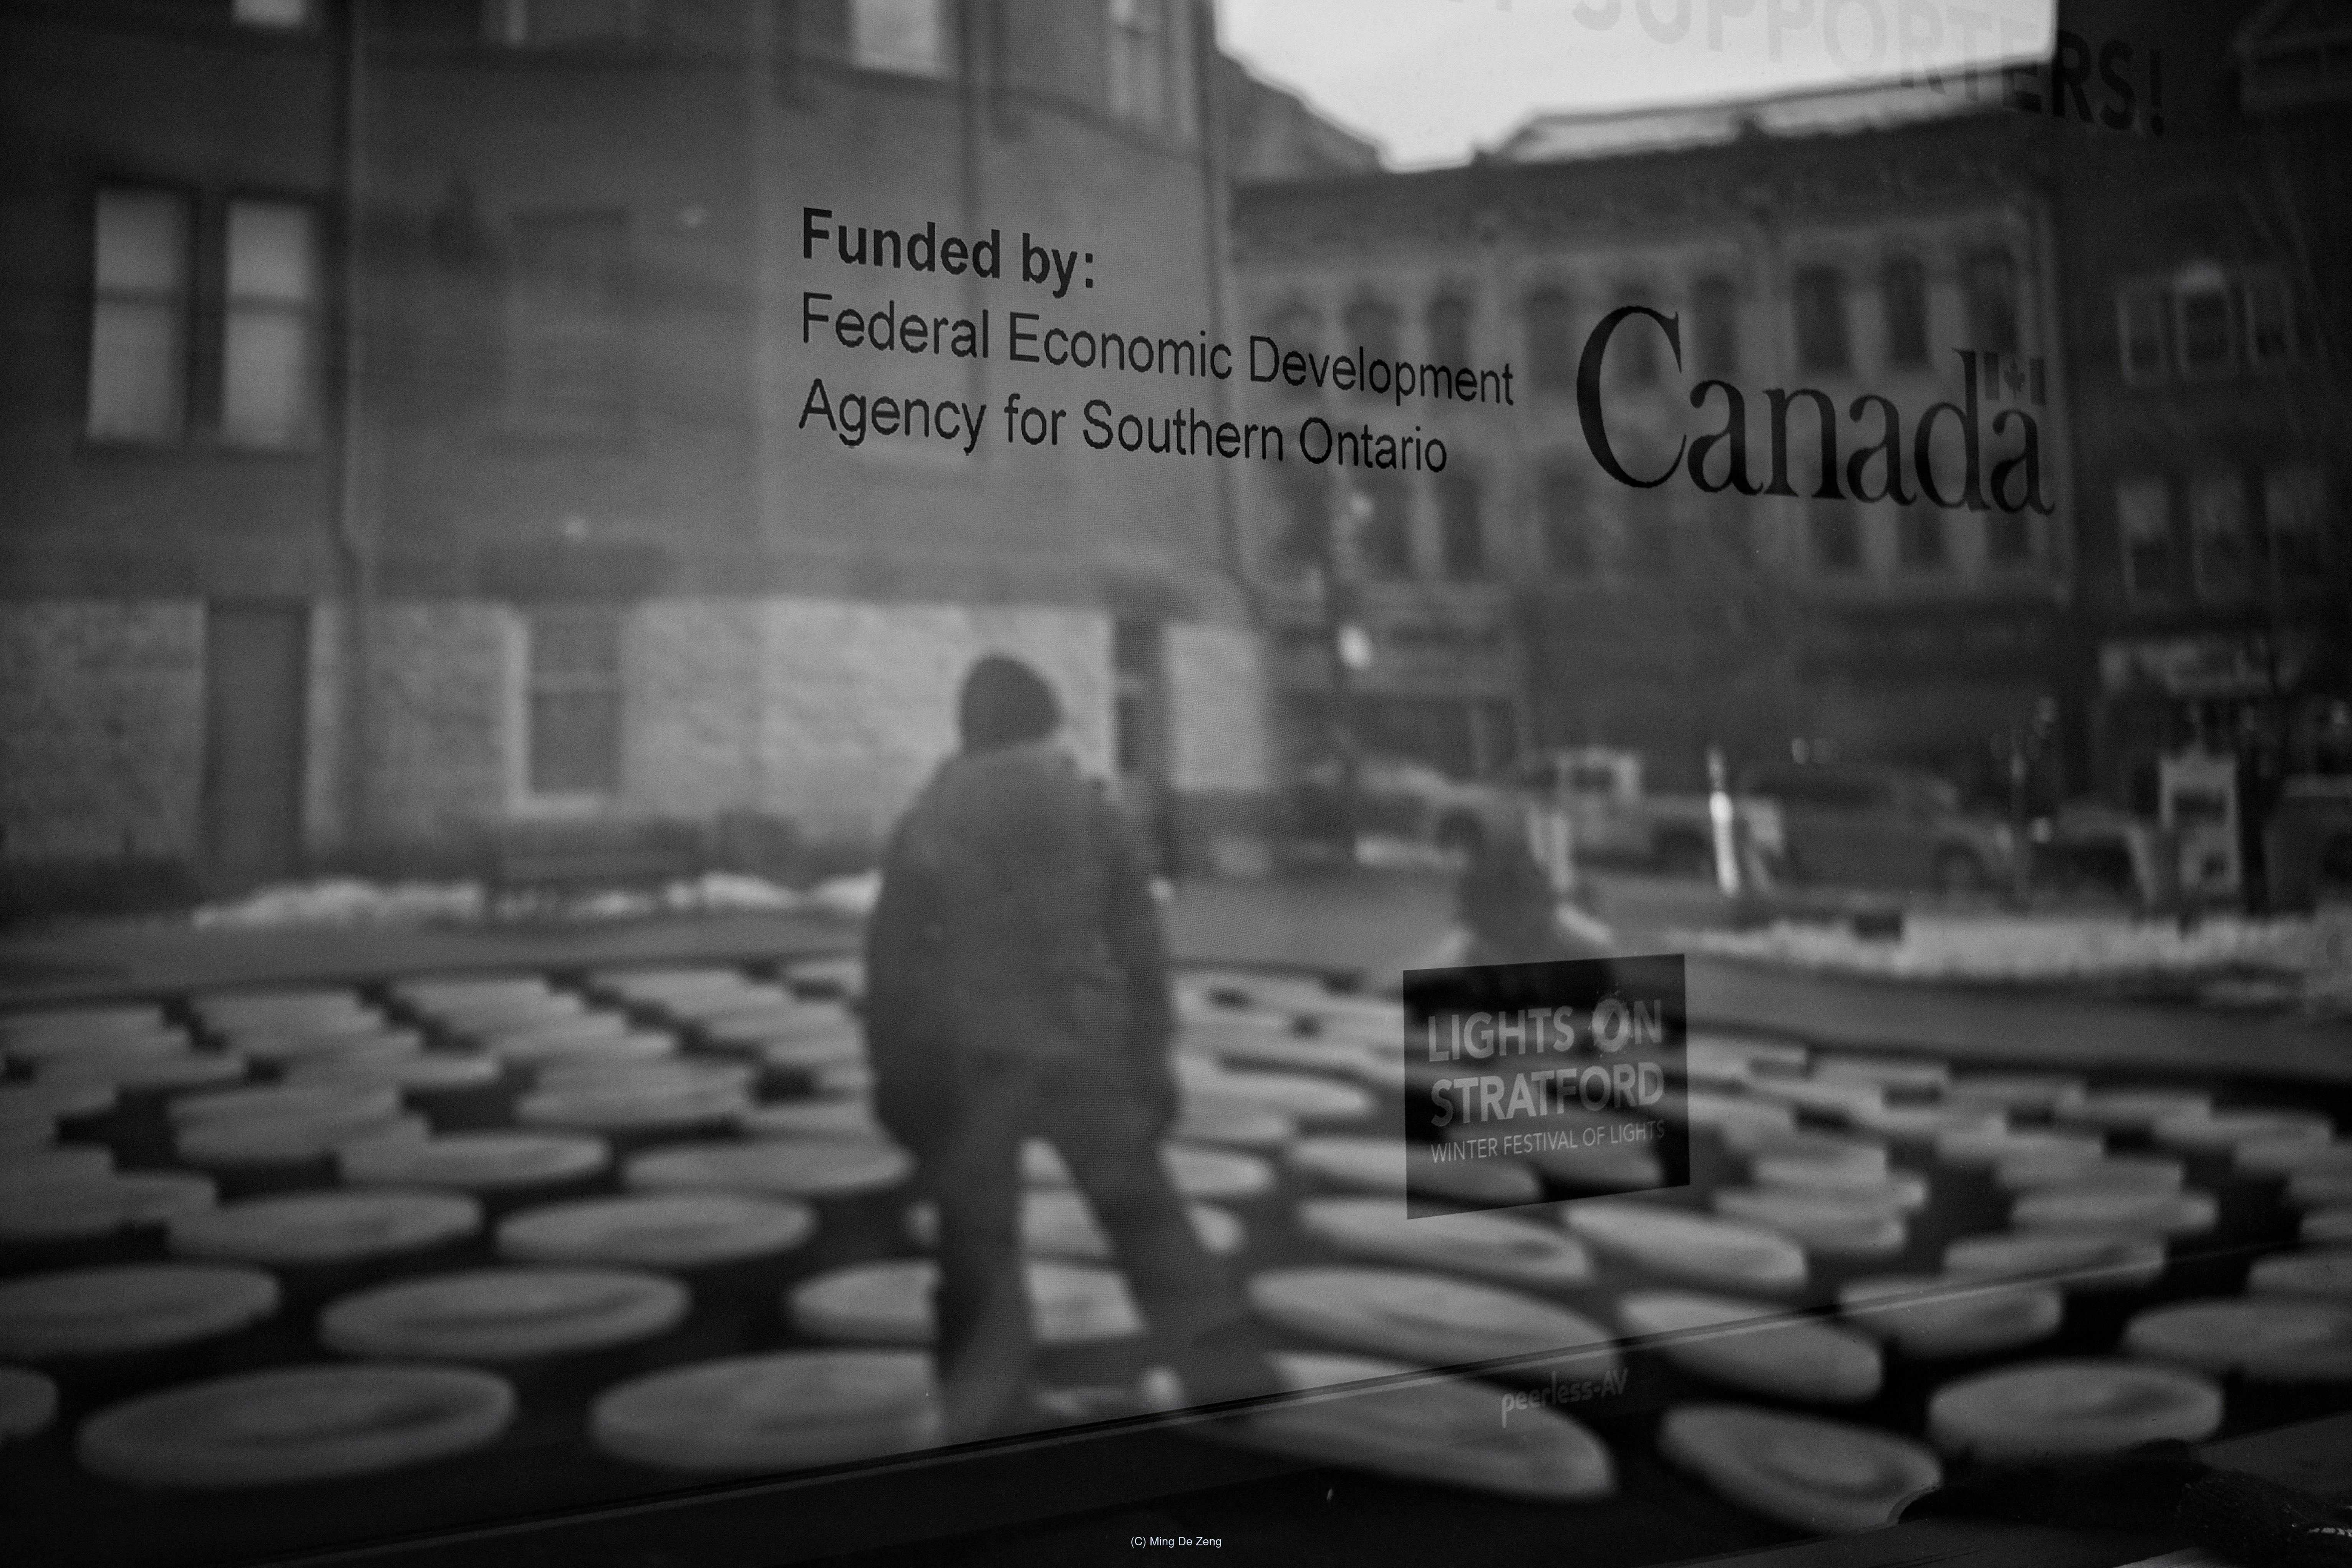 SUPPORTERS!
Funded by:
Federal Economic Development
Agency for Southern Ontario
Canada
LIGHTS ON
STRATFORD
WINTER FESTIVAL OF LIGHTS
peerless-AV
(C) Ming De Zeng